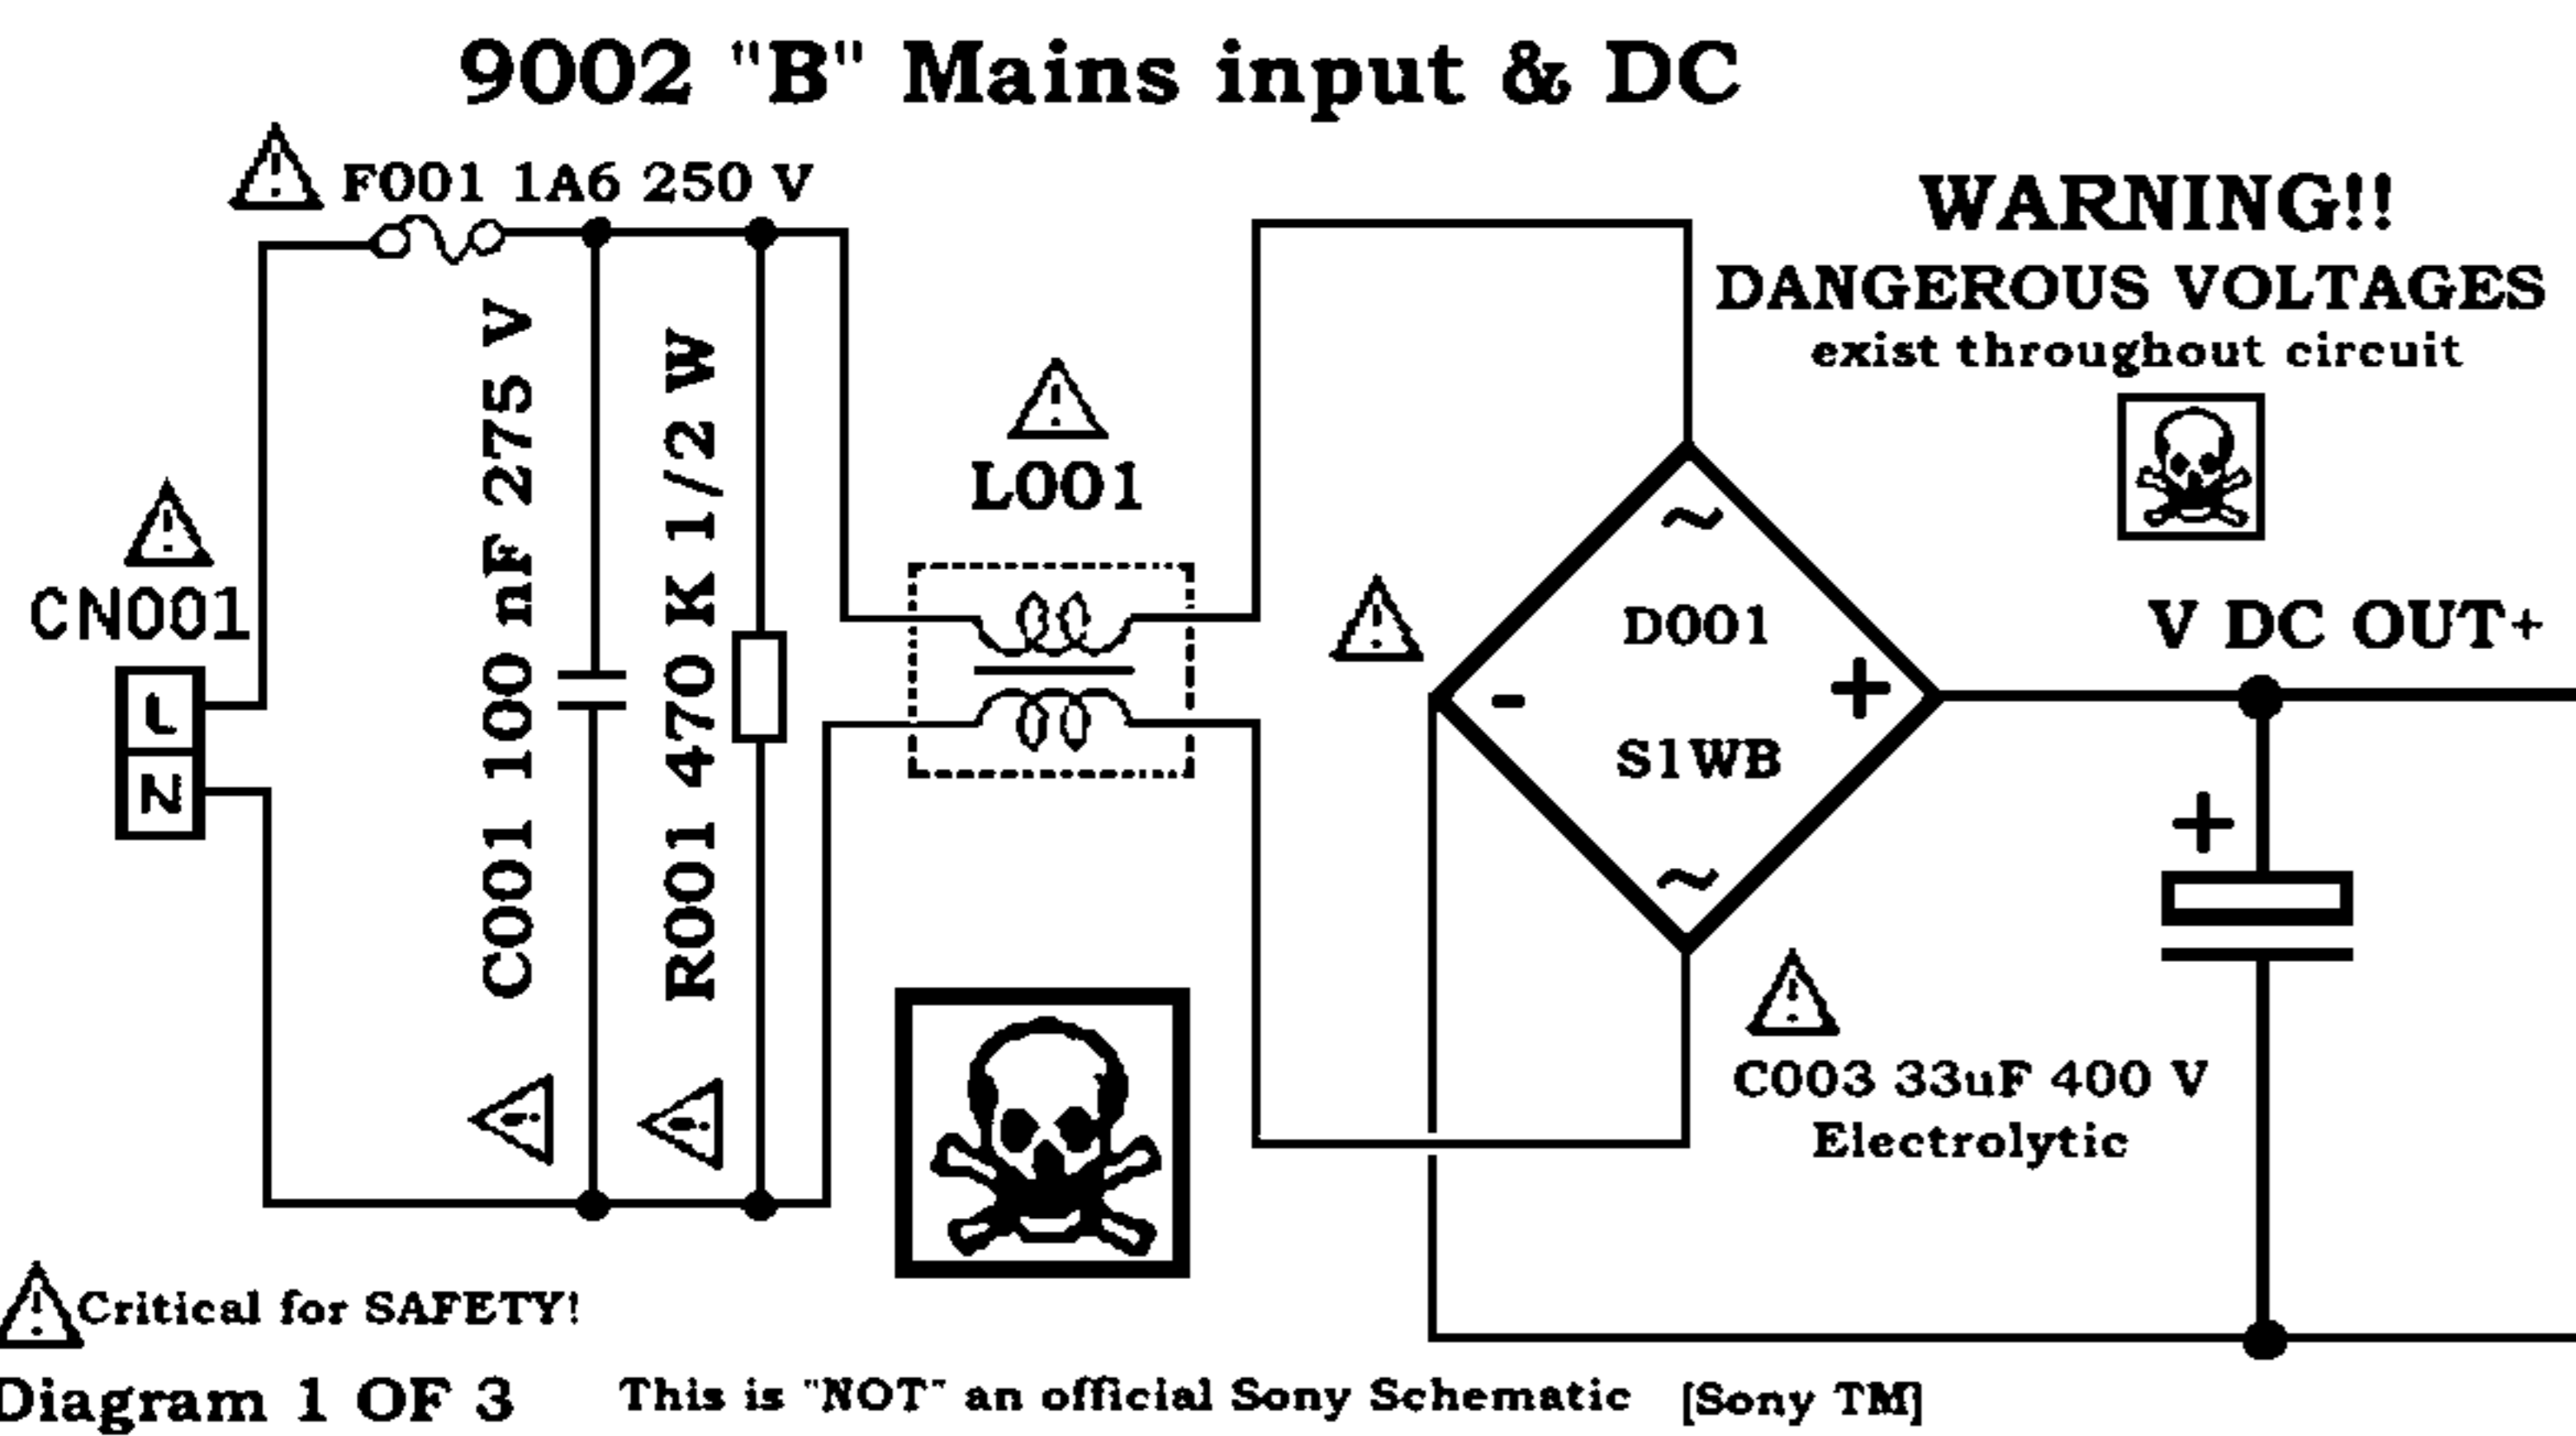 9002 "B" Mains input & DC
F001 1A6 250 V
WARNING!!
DANGEROUS VOLTAGES
exist throughout circuit
C001 100 nF 275 V
R001 470 K 1/2 W
L001
CN001
L
N
~
D001
- +
S1WB
~
V DC OUT+
+
C003 33uF 400 V
Electrolytic
Critical for SAFETY!
Diagram 1 OF 3
This is "NOT" an official Sony Schematic [Sony TM]